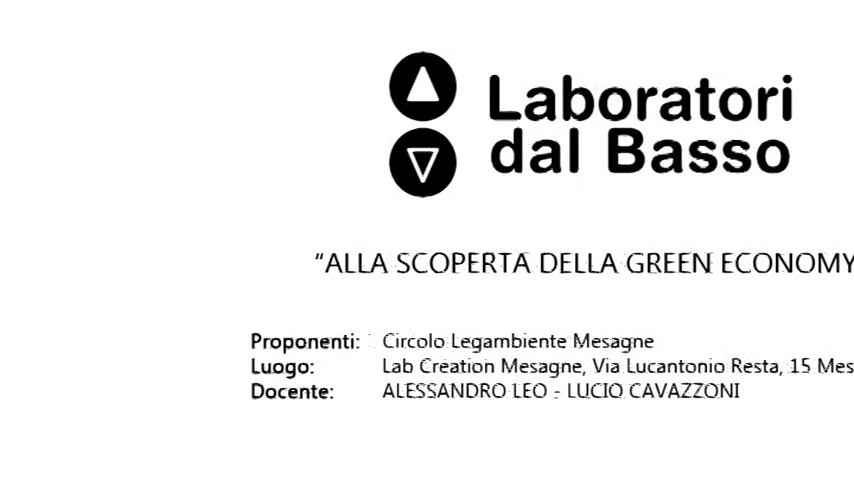 Laboratori
dal Basso
"ALLA SCOPERTA DELLA GREEN ECONOMY
Proponenti: Circolo Legambiente Mesagne
Luogo: Lab Creation Mesagne, Via Lucantonio Resta, 15 Mes
Docente: ALESSANDRO LEO - LUCIO CAVAZZONI